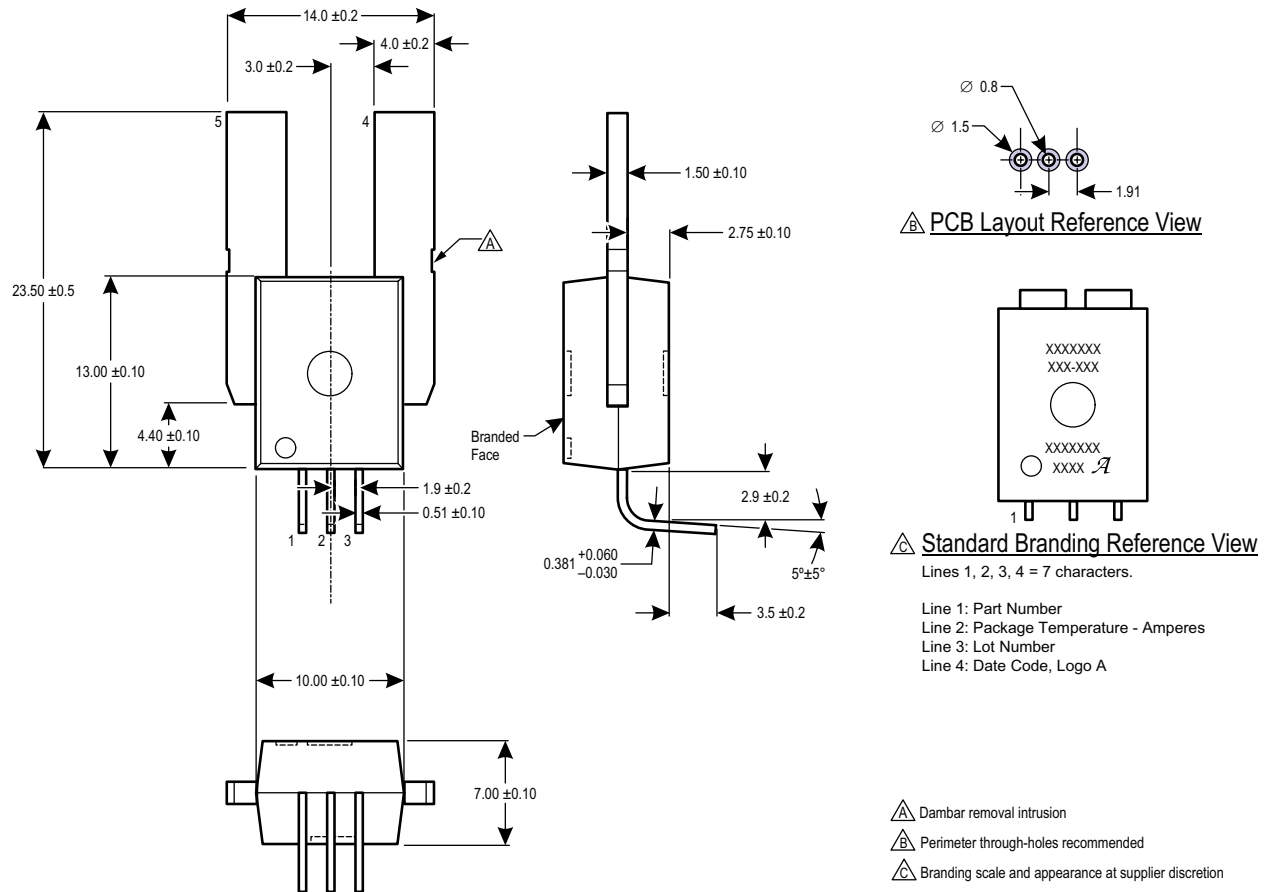 14.0 ±0.2
4.0 ±0.2
3.0 ±0.2
5
4
A
23.50 ±0.5
13.00 ±0.10
4.40 ±0.10
1.9 ±0.2
0.51 ±0.10
1 2 3
10.00 ±0.10
7.00 ±0.10
1.50 ±0.10
2.75 ±0.10
Branded
Face
2.9 ±0.2
0.381 +0.060
–0.030
5°±5°
3.5 ±0.2
∅ 0.8
∅ 1.5
1.91
B PCB Layout Reference View
XXXXXXX
XXX-XXX
XXXXXXX
XXXX A
1
C Standard Branding Reference View
Lines 1, 2, 3, 4 = 7 characters.
Line 1: Part Number
Line 2: Package Temperature - Amperes
Line 3: Lot Number
Line 4: Date Code, Logo A
A Dambar removal intrusion
B Perimeter through-holes recommended
C Branding scale and appearance at supplier discretion